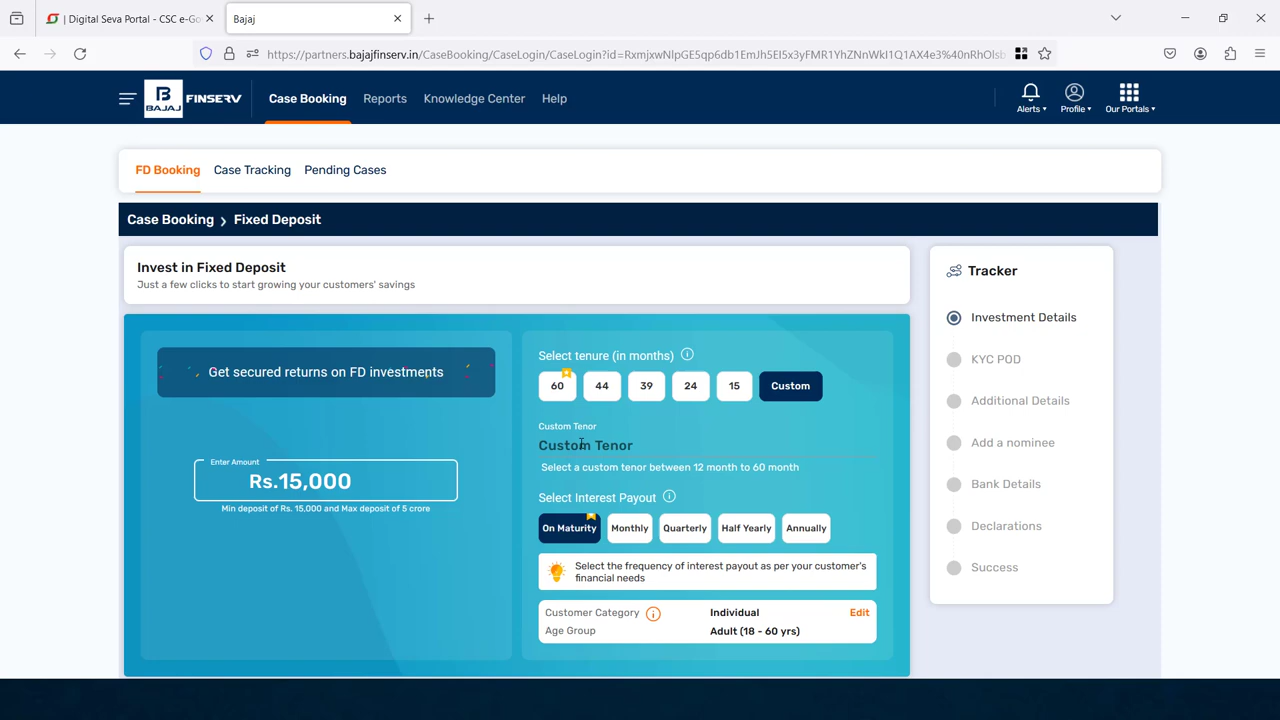 | Digital Seva Portal - CSC e-Go
Bajaj
https://partners.bajajfinserv.in/CaseBooking/CaseLogin/CaseLogin?id=RxmjxwNlpGE5qp6db1EmJh5EI5x3yFMR1YhZNnWkI1Q1AX4e3%40nRhOlsb
B BAJAJ FINSERV
Case Booking Reports Knowledge Center Help
Alerts Profile Our Portals
FD Booking Case Tracking Pending Cases
Case Booking > Fixed Deposit
Invest in Fixed Deposit
Just a few clicks to start growing your customers' savings
Get secured returns on FD investments
Enter Amount
Rs.15,000
Min deposit of Rs. 15,000 and Max deposit of 5 crore
Select tenure (in months)
60 44 39 24 15 Custom
Custom Tenor
Custom Tenor
Select a custom tenor between 12 month to 60 month
Select Interest Payout
On Maturity Monthly Quarterly Half Yearly Annually
Select the frequency of interest payout as per your customer's
financial needs
Customer Category Individual Edit
Age Group Adult (18 - 60 yrs)
Tracker
Investment Details
KYC POD
Additional Details
Add a nominee
Bank Details
Declarations
Success